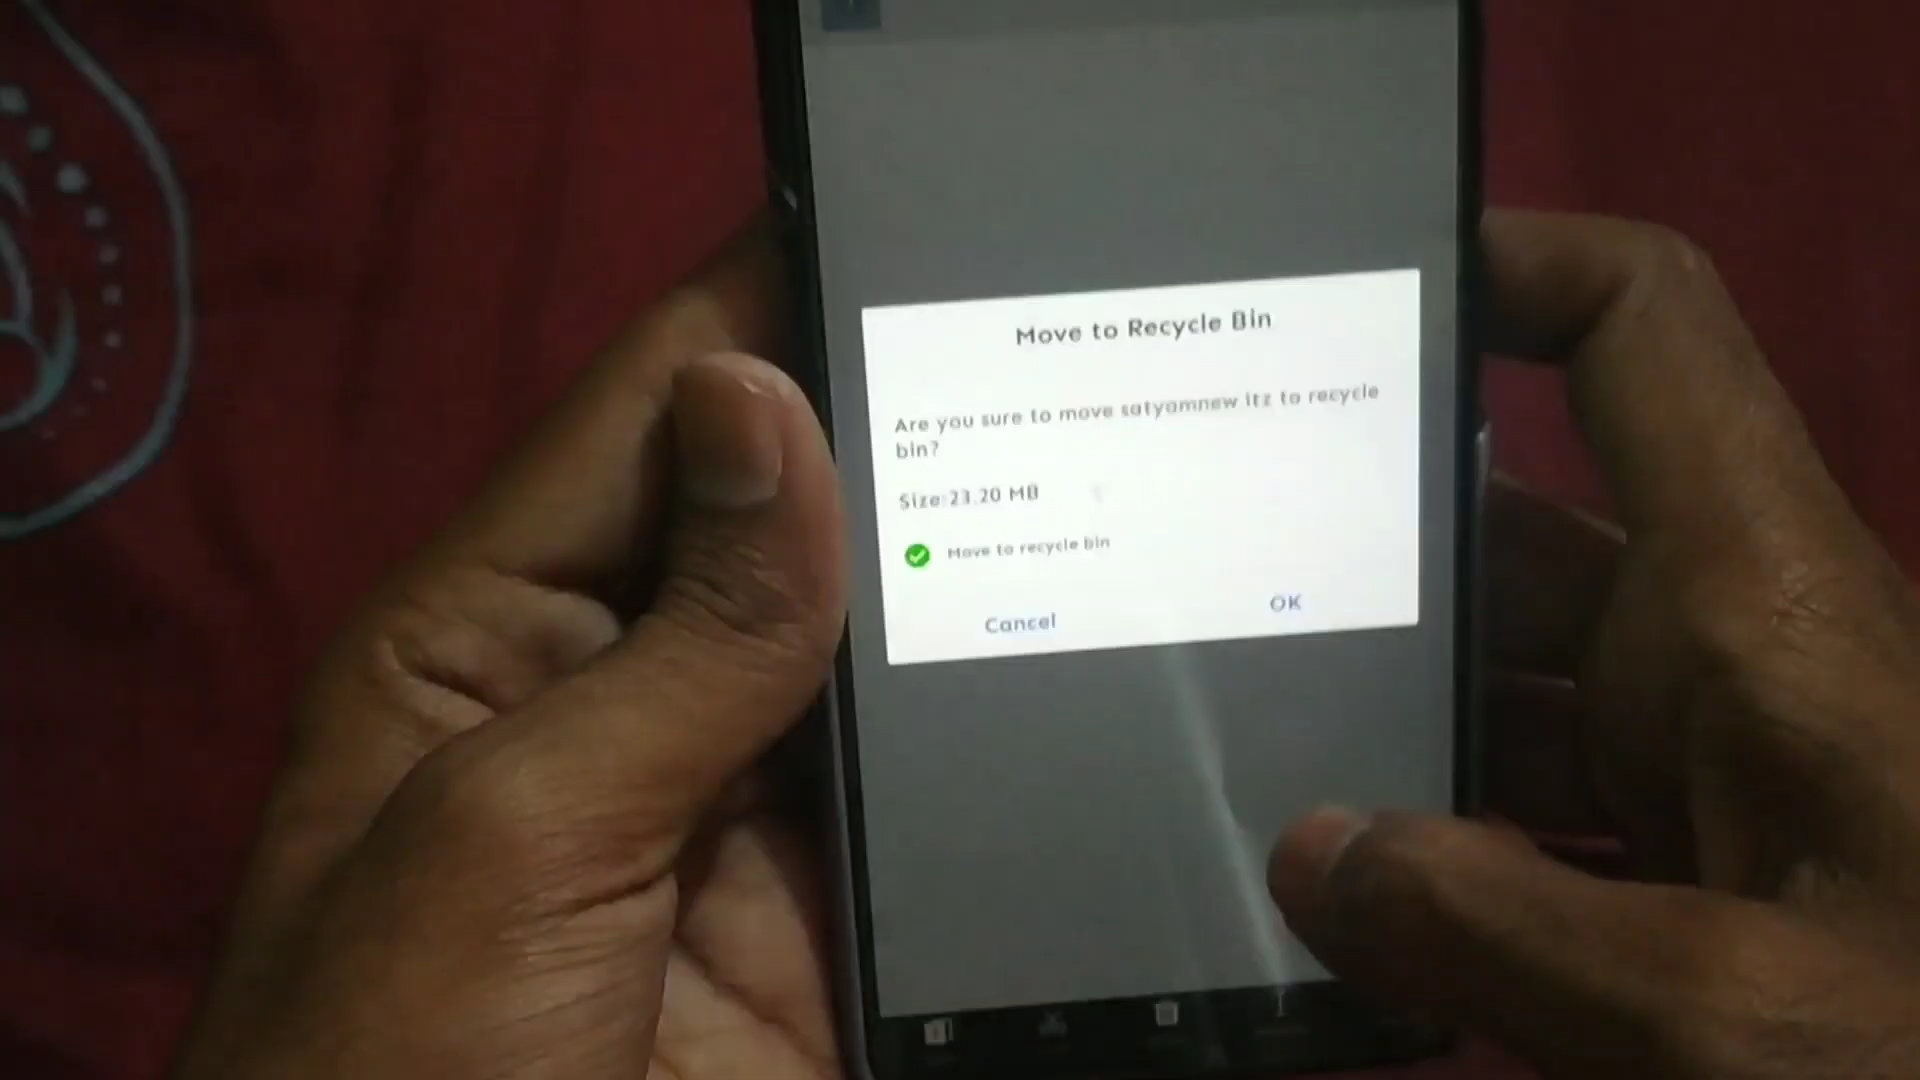 Move to Recycle Bin
Are you sure to move satyamnew itz to recycle
bin?
Size:23.20 MB
Move to recycle bin
Cancel
OK